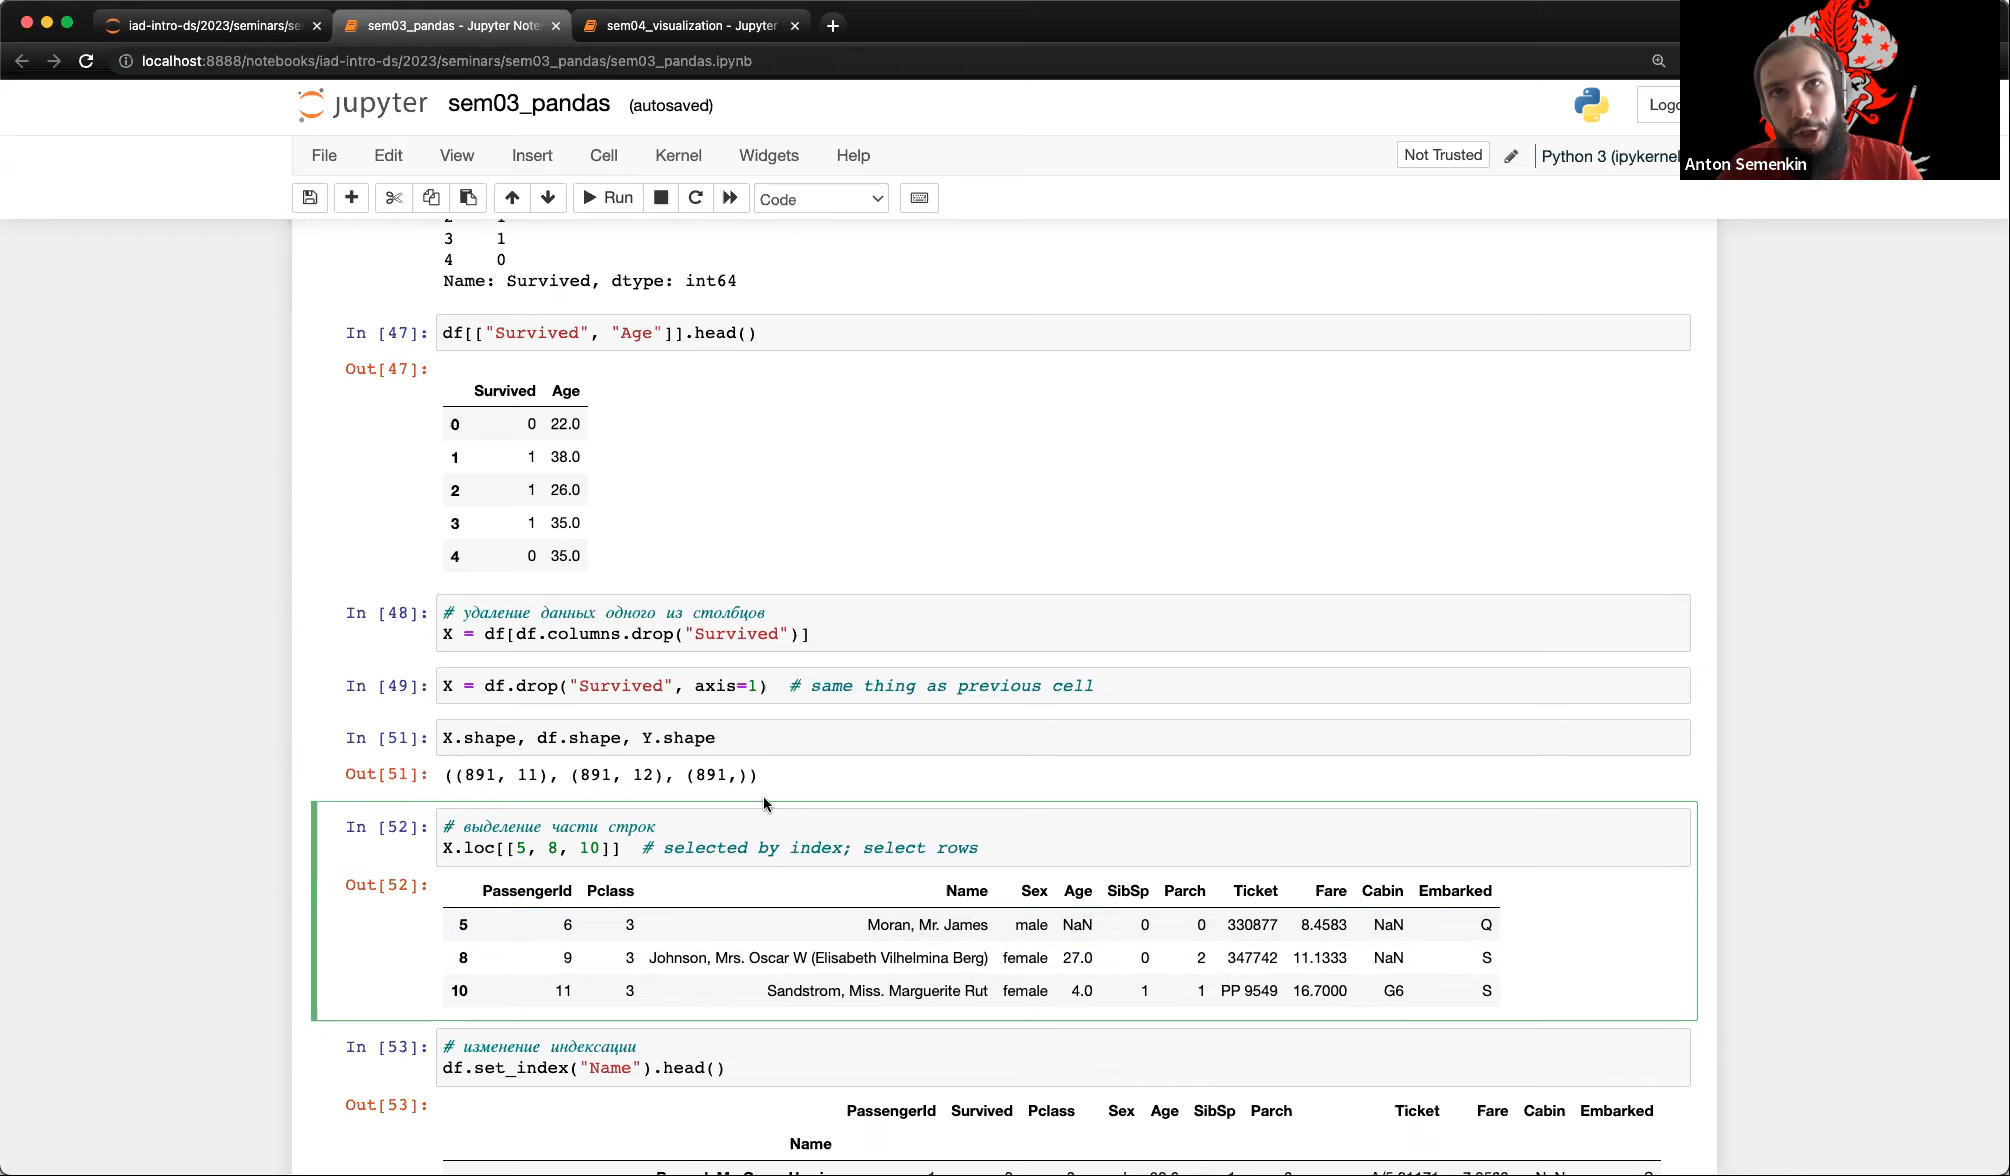 iad-intro-ds/2023/seminars/se
sem03_pandas - Jupyter Note
sem04_visualization - Jupyter
localhost:8888/notebooks/iad-intro-ds/2023/seminars/sem03_pandas/sem03_pandas.ipynb
jupyter sem03_pandas (autosaved)
Logo
Anton Semenkin
File Edit View Insert Cell Kernel Widgets Help
Not Trusted Python 3 (ipykernel
Run Code
3 1
4 0
Name: Survived, dtype: int64
In [47]: df[["Survived", "Age"]].head()
Out[47]:
Survived Age
0 0 22.0
1 1 38.0
2 1 26.0
3 1 35.0
4 0 35.0
In [48]: # удаление данных одного из столбцов
X = df[df.columns.drop("Survived")]
In [49]: X = df.drop("Survived", axis=1) # same thing as previous cell
In [51]: X.shape, df.shape, Y.shape
Out[51]: ((891, 11), (891, 12), (891,))
In [52]: # выделение части строк
X.loc[[5, 8, 10]] # selected by index; select rows
Out[52]:
PassengerId Pclass Name Sex Age SibSp Parch Ticket Fare Cabin Embarked
5 6 3 Moran, Mr. James male NaN 0 0 330877 8.4583 NaN Q
8 9 3 Johnson, Mrs. Oscar W (Elisabeth Vilhelmina Berg) female 27.0 0 2 347742 11.1333 NaN S
10 11 3 Sandstrom, Miss. Marguerite Rut female 4.0 1 1 PP 9549 16.7000 G6 S
In [53]: # изменение индексации
df.set_index("Name").head()
Out[53]:
PassengerId Survived Pclass Sex Age SibSp Parch Ticket Fare Cabin Embarked
Name